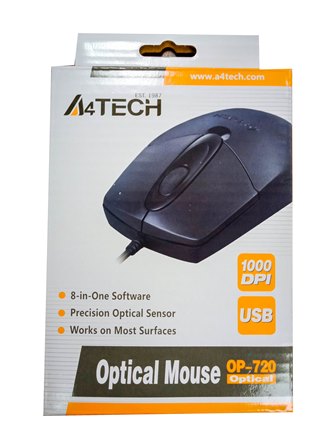 www.a4tech.com
EST. 1987
A4TECH
1000
DPI
USB
8-in-One Software
Precision Optical Sensor
Works on Most Surfaces
Optical Mouse OP-720
Optical